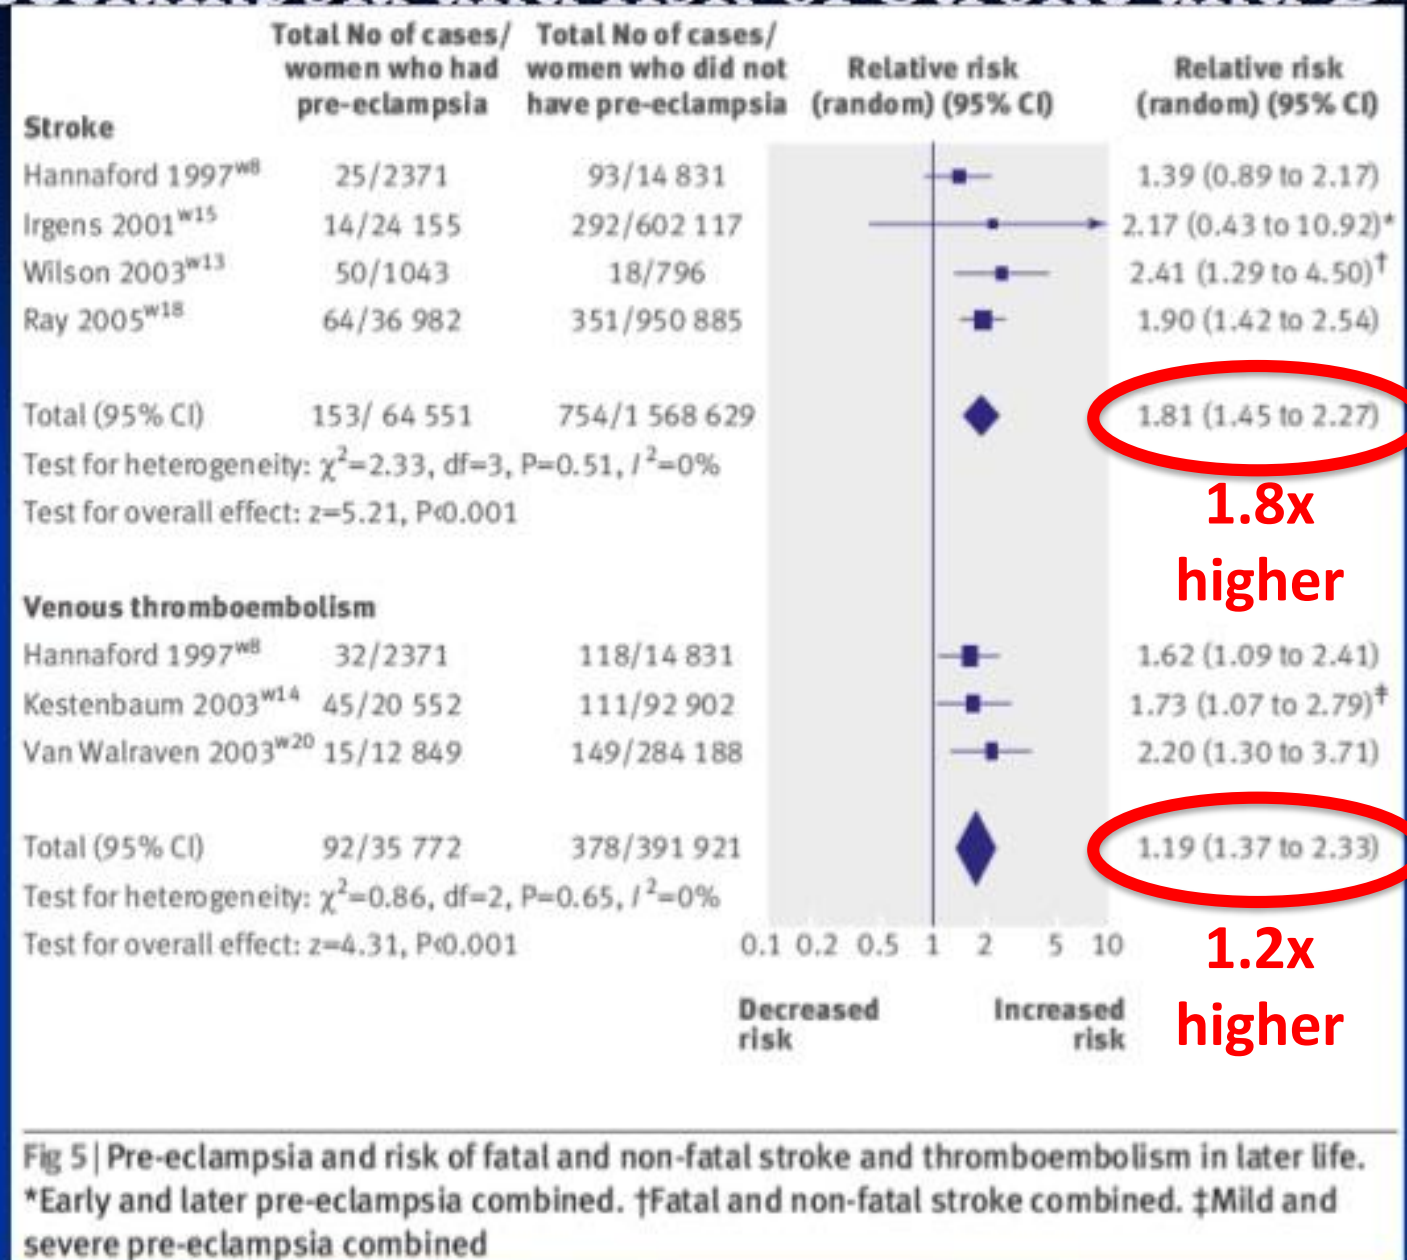 Total No of cases/ Total No of cases/
women who had women who did not Relative risk Relative risk
pre-eclampsia have pre-eclampsia (random) (95% CI) (random) (95% CI)
Stroke
Hannaford 1997w8 25/2371 93/14 831 1.39 (0.89 to 2.17)
Irgens 2001w15 14/24 155 292/602 117 2.17 (0.43 to 10.92)*
Wilson 2003w13 50/1043 18/796 2.41 (1.29 to 4.50)†
Ray 2005w18 64/36 982 351/950 885 1.90 (1.42 to 2.54)
Total (95% CI) 153/ 64 551 754/1 568 629 1.81 (1.45 to 2.27)
Test for heterogeneity: χ²=2.33, df=3, P=0.51, I²=0%
Test for overall effect: z=5.21, P<0.001
1.8x
higher
Venous thromboembolism
Hannaford 1997w8 32/2371 118/14 831 1.62 (1.09 to 2.41)
Kestenbaum 2003w14 45/20 552 111/92 902 1.73 (1.07 to 2.79)‡
Van Walraven 2003w20 15/12 849 149/284 188 2.20 (1.30 to 3.71)
Total (95% CI) 92/35 772 378/391 921 1.19 (1.37 to 2.33)
Test for heterogeneity: χ²=0.86, df=2, P=0.65, I²=0%
Test for overall effect: z=4.31, P<0.001
0.1 0.2 0.5 1 2 5 10
1.2x
higher
Decreased Increased
risk risk
Fig 5 | Pre-eclampsia and risk of fatal and non-fatal stroke and thromboembolism in later life.
*Early and later pre-eclampsia combined. †Fatal and non-fatal stroke combined. ‡Mild and
severe pre-eclampsia combined